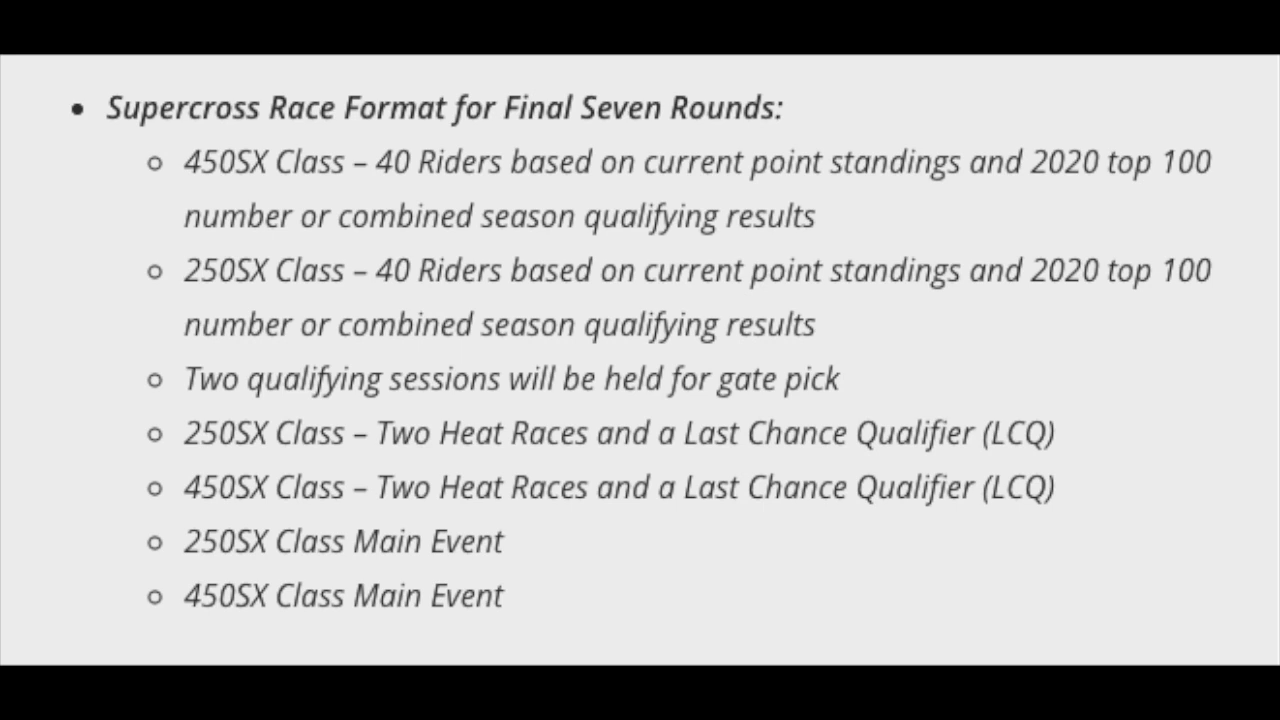 • Supercross Race Format for Final Seven Rounds:
○ 450SX Class – 40 Riders based on current point standings and 2020 top 100
number or combined season qualifying results
○ 250SX Class – 40 Riders based on current point standings and 2020 top 100
number or combined season qualifying results
○ Two qualifying sessions will be held for gate pick
○ 250SX Class – Two Heat Races and a Last Chance Qualifier (LCQ)
○ 450SX Class – Two Heat Races and a Last Chance Qualifier (LCQ)
○ 250SX Class Main Event
○ 450SX Class Main Event